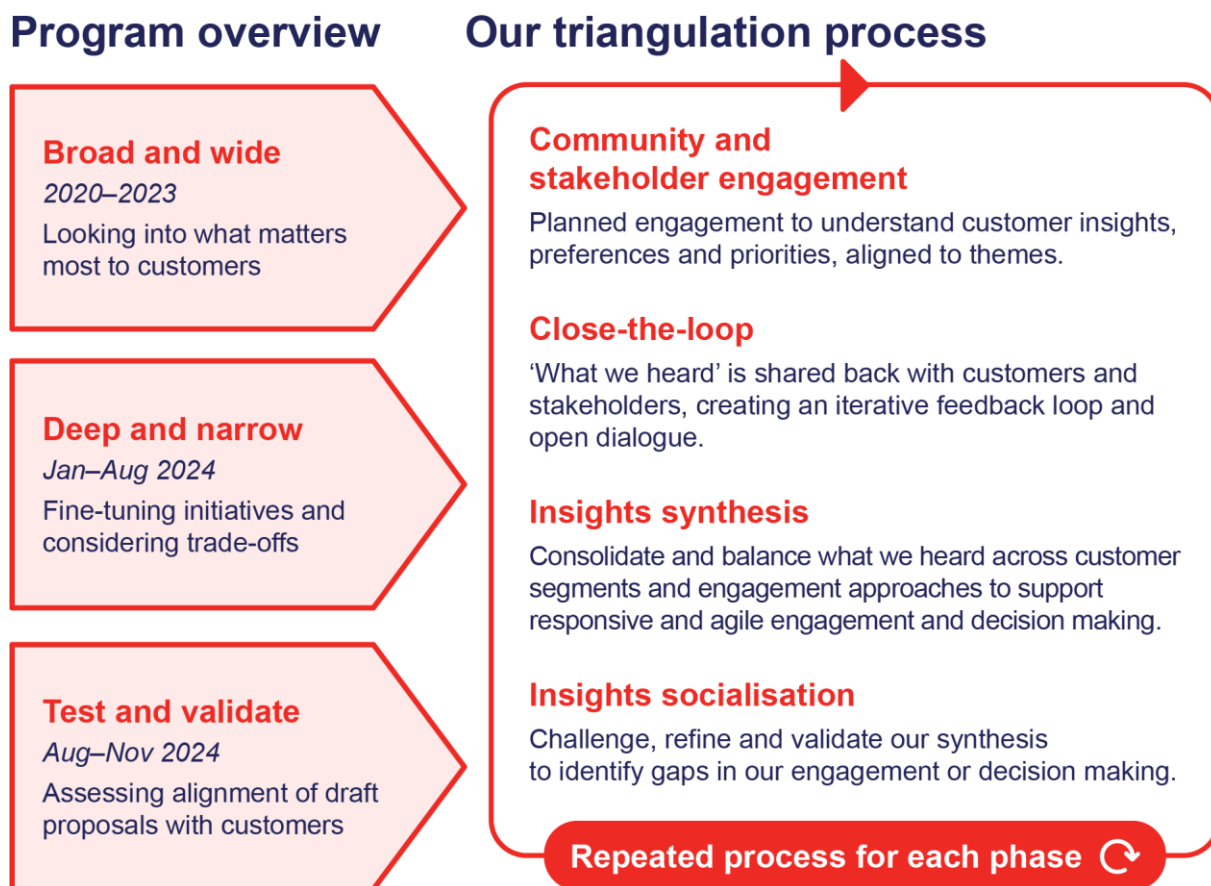 Program overview
Broad and wide
2020–2023
Looking into what matters
most to customers
Deep and narrow
Jan–Aug 2024
Fine-tuning initiatives and
considering trade-offs
Test and validate
Aug–Nov 2024
Assessing alignment of draft
proposals with customers
Our triangulation process
Community and
stakeholder engagement
Planned engagement to understand customer insights,
preferences and priorities, aligned to themes.
Close-the-loop
‘What we heard’ is shared back with customers and
stakeholders, creating an iterative feedback loop and
open dialogue.
Insights synthesis
Consolidate and balance what we heard across customer
segments and engagement approaches to support
responsive and agile engagement and decision making.
Insights socialisation
Challenge, refine and validate our synthesis
to identify gaps in our engagement or decision making.
Repeated process for each phase